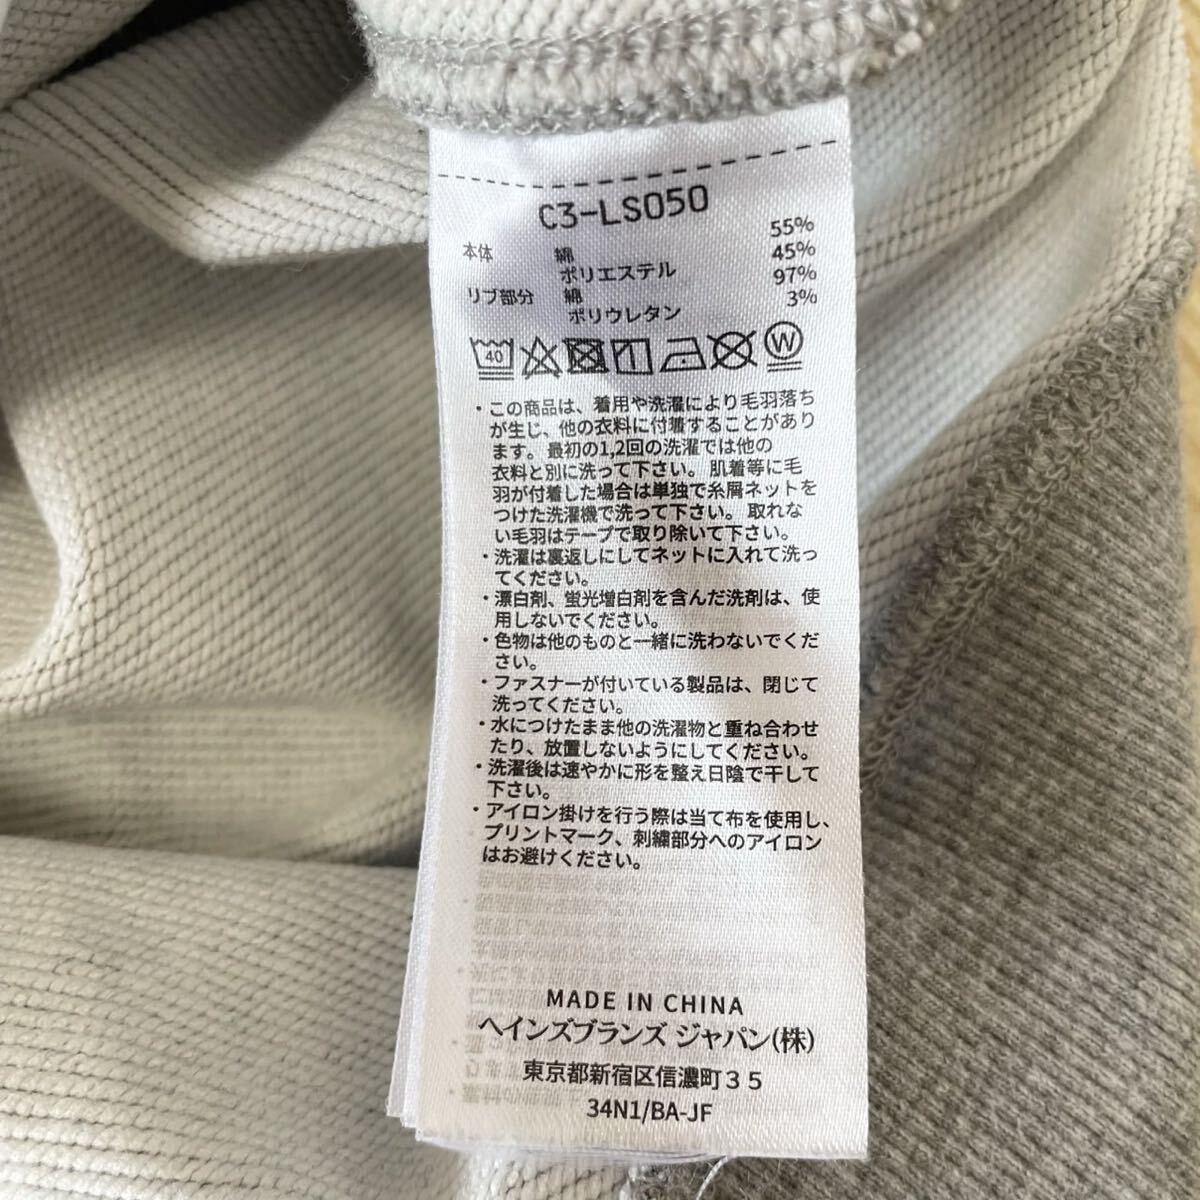 C3-LS050
本体 綿 55%
ポリエステル 45%
リブ部分 綿 97%
ポリウレタン 3%
40 W
・この商品は、着用や洗濯により毛羽落ち
が生じ、他の衣料に付着することがあり
ます。最初の1,2回の洗濯では他の
衣料と別に洗って下さい。肌着等に毛
羽が付着した場合は単独で糸屑ネットを
つけた洗濯機で洗って下さい。取れな
い毛羽はテープで取り除いて下さい。
・洗濯は裏返しにしてネットに入れて洗っ
てください。
・漂白剤、蛍光増白剤を含んだ洗剤は、使
用しないでください。
・色物は他のものと一緒に洗わないでくだ
さい。
・ファスナーが付いている製品は、閉じて
洗ってください。
・水につけたまま他の洗濯物と重ね合わせ
たり、放置しないようにしてください。
・洗濯後は速やかに形を整え日陰で干して
下さい。
・アイロン掛けを行う際は当て布を使用し、
プリントマーク、刺繍部分へのアイロン
はお避けください。
MADE IN CHINA
ヘインズブランズ ジャパン(株)
東京都新宿区信濃町35
34N1/BA-JF